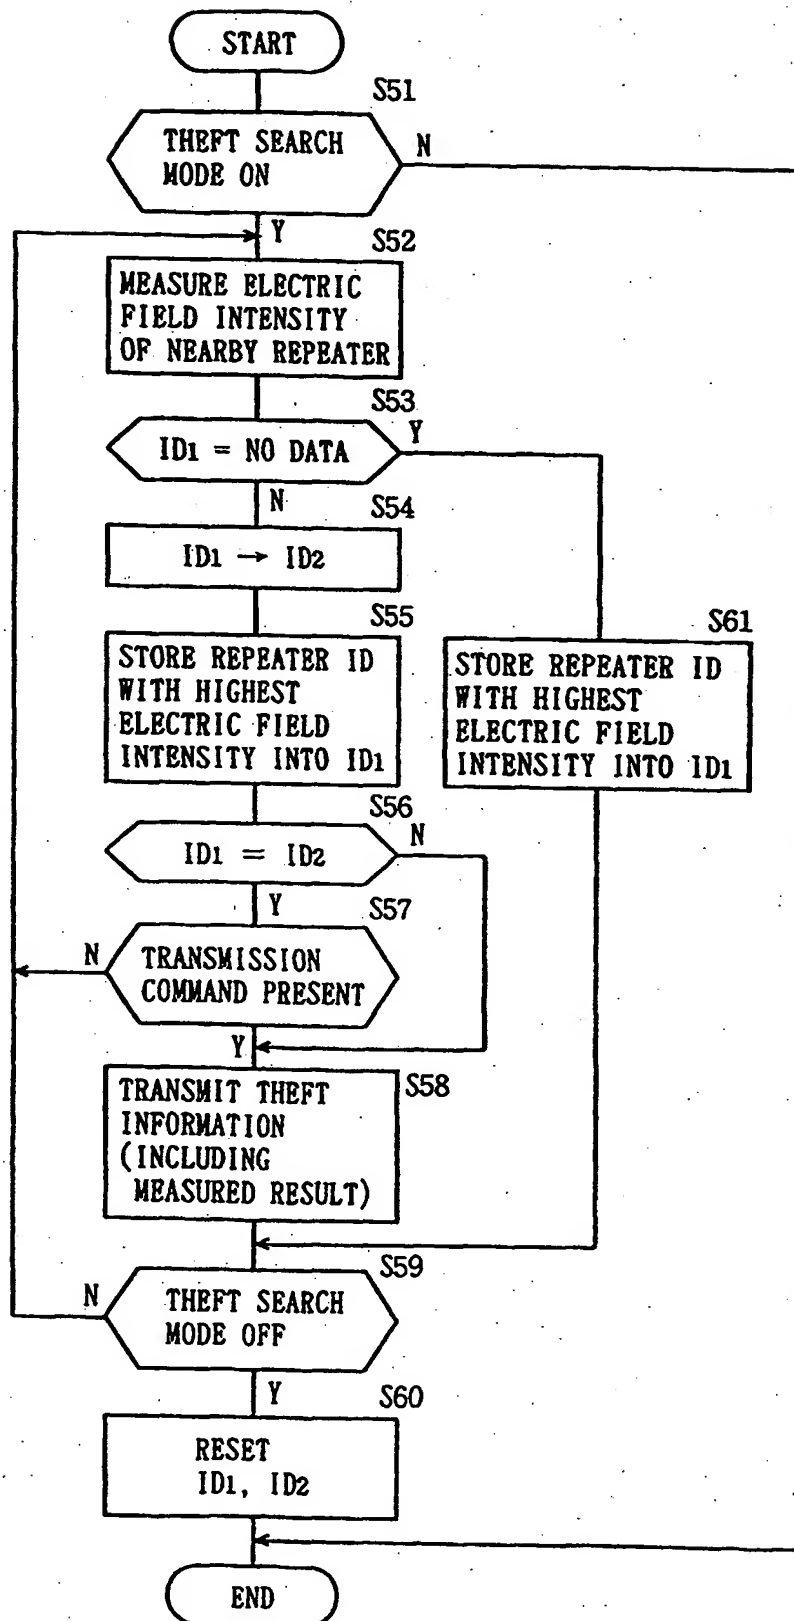 START
S51
THEFT SEARCH
MODE ON
N
Y
S52
MEASURE ELECTRIC
FIELD INTENSITY
OF NEARBY REPEATER
S53
ID1 = NO DATA
Y
N
S54
ID1 → ID2
S55
STORE REPEATER ID
WITH HIGHEST
ELECTRIC FIELD
INTENSITY INTO ID1
S61
STORE REPEATER ID
WITH HIGHEST
ELECTRIC FIELD
INTENSITY INTO ID1
S56
ID1 = ID2
N
Y
S57
N
TRANSMISSION
COMMAND PRESENT
Y
S58
TRANSMIT THEFT
INFORMATION
(INCLUDING
MEASURED RESULT)
S59
N
THEFT SEARCH
MODE OFF
Y
S60
RESET
ID1, ID2
END